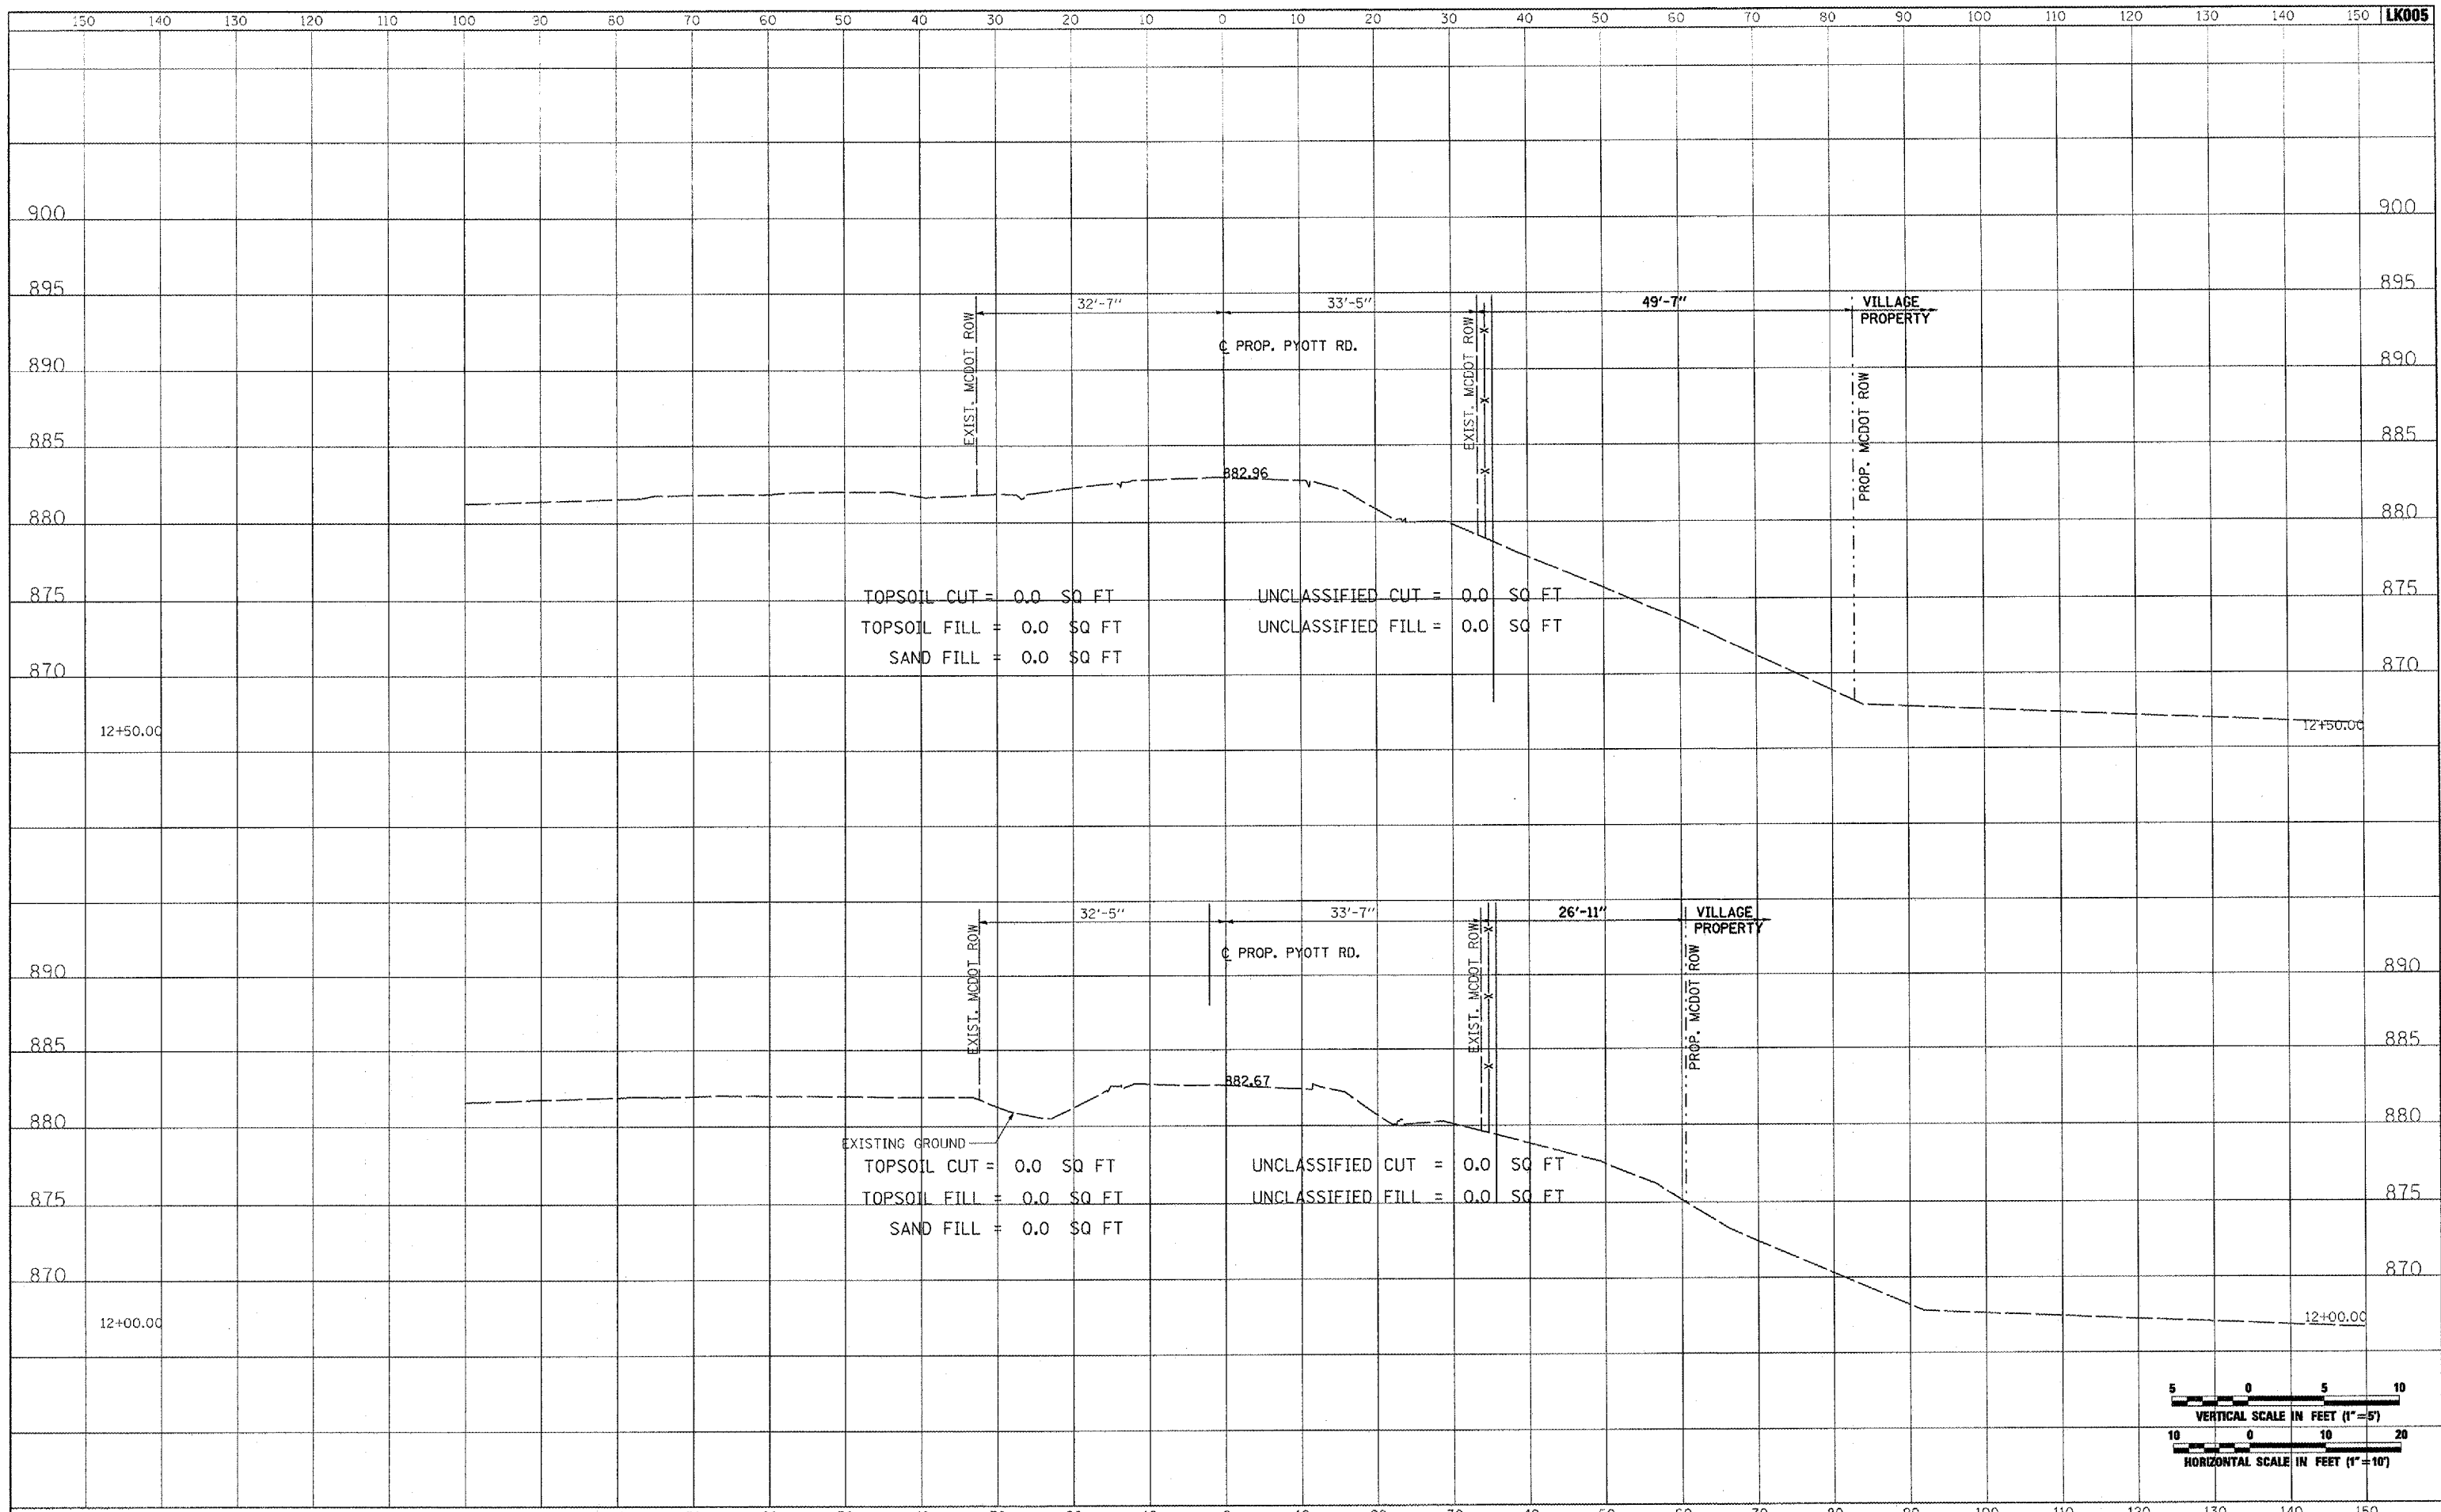 150 140 130 120 110 100 90 80 70 60 50 40 30 20 10 0 10 20 30 40 50 60 70 80 90 100 110 120 130 140 150 LK005
900 900
895 895
32'-7" 33'-5" 49'-7" VILLAGE PROPERTY
EXIST. MCDOT ROW
℄ PROP. PYOTT RD.
EXIST. MCDOT ROW
PROP. MCDOT ROW
890 890
885 885
882.96
880 880
875 875
TOPSOIL CUT = 0.0 SQ FT UNCLASSIFIED CUT = 0.0 SQ FT
TOPSOIL FILL = 0.0 SQ FT UNCLASSIFIED FILL = 0.0 SQ FT
SAND FILL = 0.0 SQ FT
870 870
12+50.00 12+50.00
32'-5" 33'-7" 26'-11" VILLAGE PROPERTY
EXIST. MCDOT ROW
℄ PROP. PYOTT RD.
EXIST. MCDOT ROW
PROP. MCDOT ROW
890 890
885 885
882.67
880 880
EXISTING GROUND
TOPSOIL CUT = 0.0 SQ FT UNCLASSIFIED CUT = 0.0 SQ FT
875 875
TOPSOIL FILL = 0.0 SQ FT UNCLASSIFIED FILL = 0.0 SQ FT
SAND FILL = 0.0 SQ FT
870 870
12+00.00 12+00.00
5 0 5 10
VERTICAL SCALE IN FEET (1"=5')
10 0 10 20
HORIZONTAL SCALE IN FEET (1"=10')